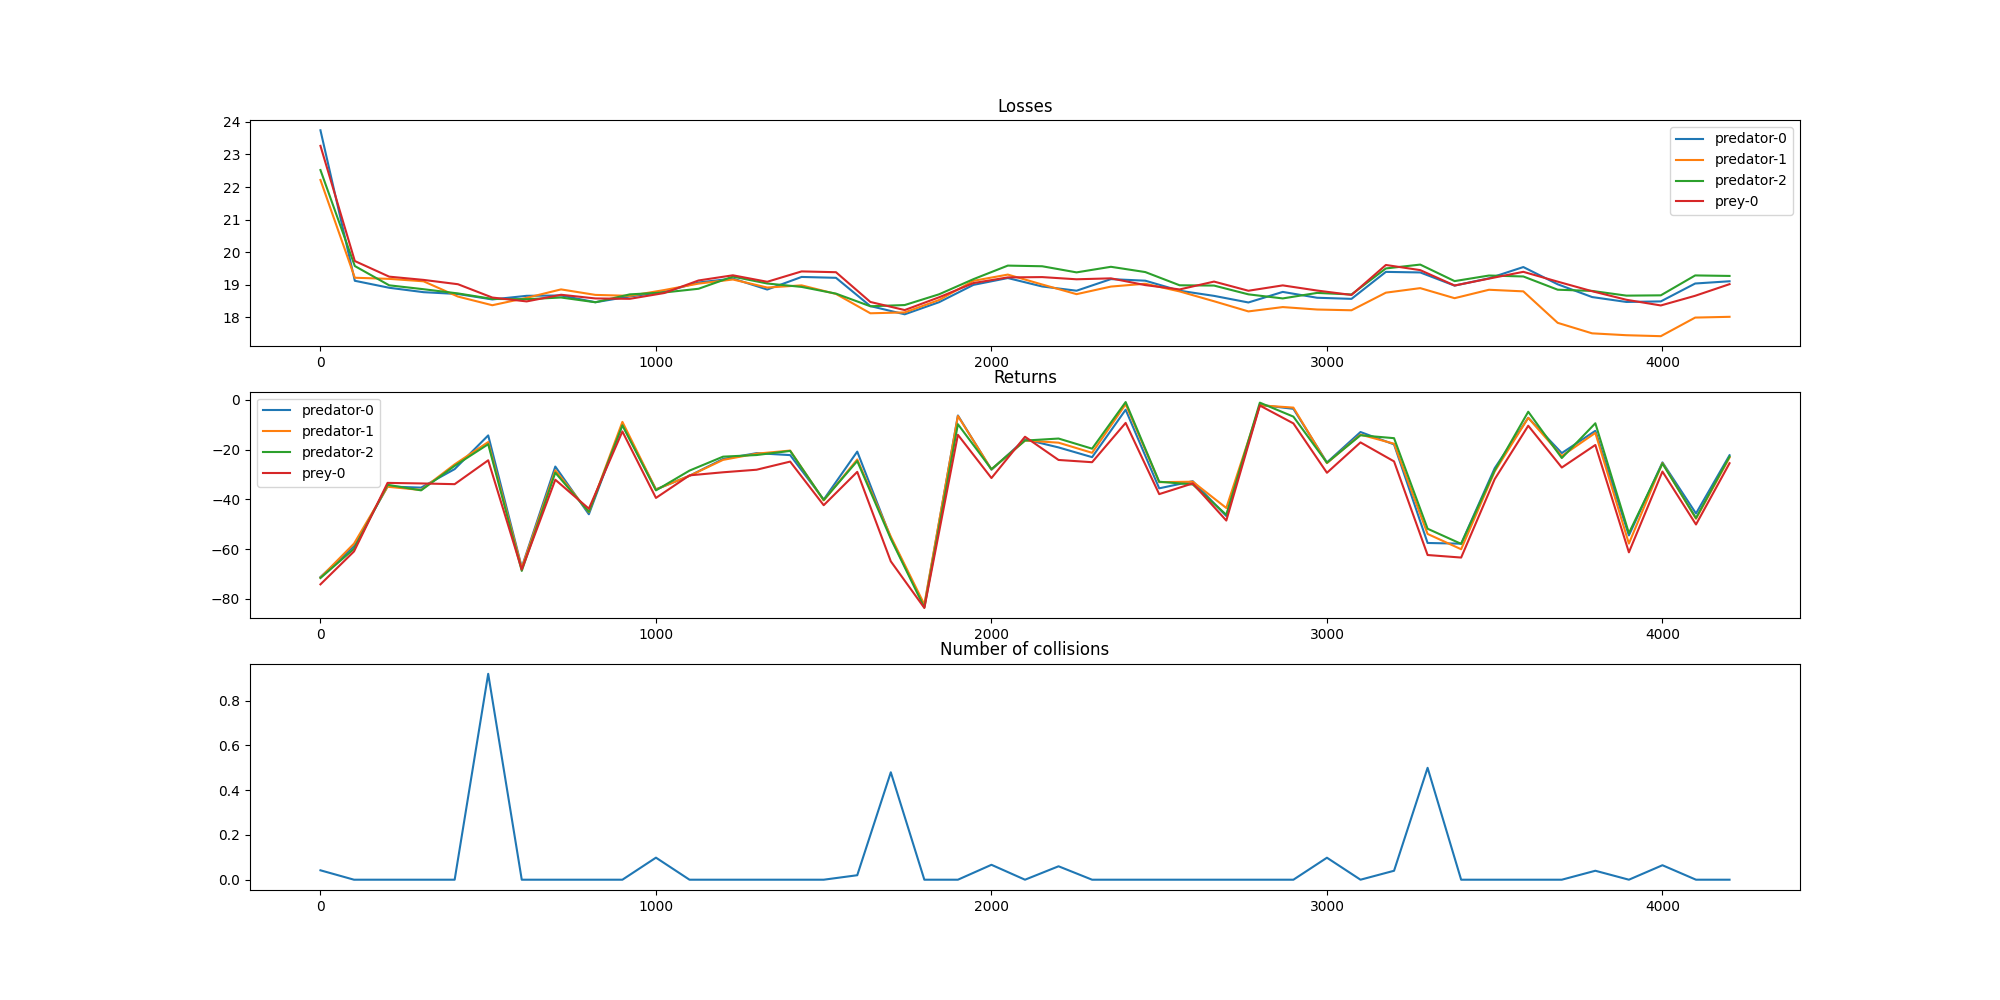 Losses
24
23
22
21
20
19
18
predator-0
predator-1
predator-2
prey-0
0 1000 2000 3000 4000
Returns
0
−20
−40
−60
−80
predator-0
predator-1
predator-2
prey-0
0 1000 2000 3000 4000
Number of collisions
0.8
0.6
0.4
0.2
0.0
0 1000 2000 3000 4000